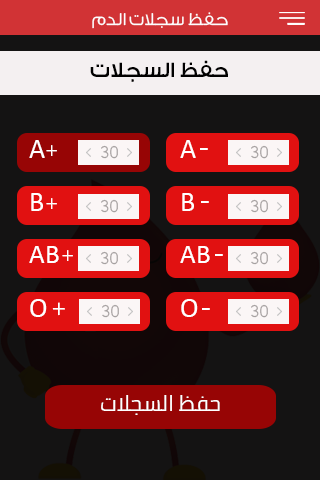 حفظ سجلات الدم
حفظ السجلات
A+ 30 A- 30
B+ 30 B- 30
AB+ 30 AB- 30
O+ 30 O- 30
حفظ السجلات